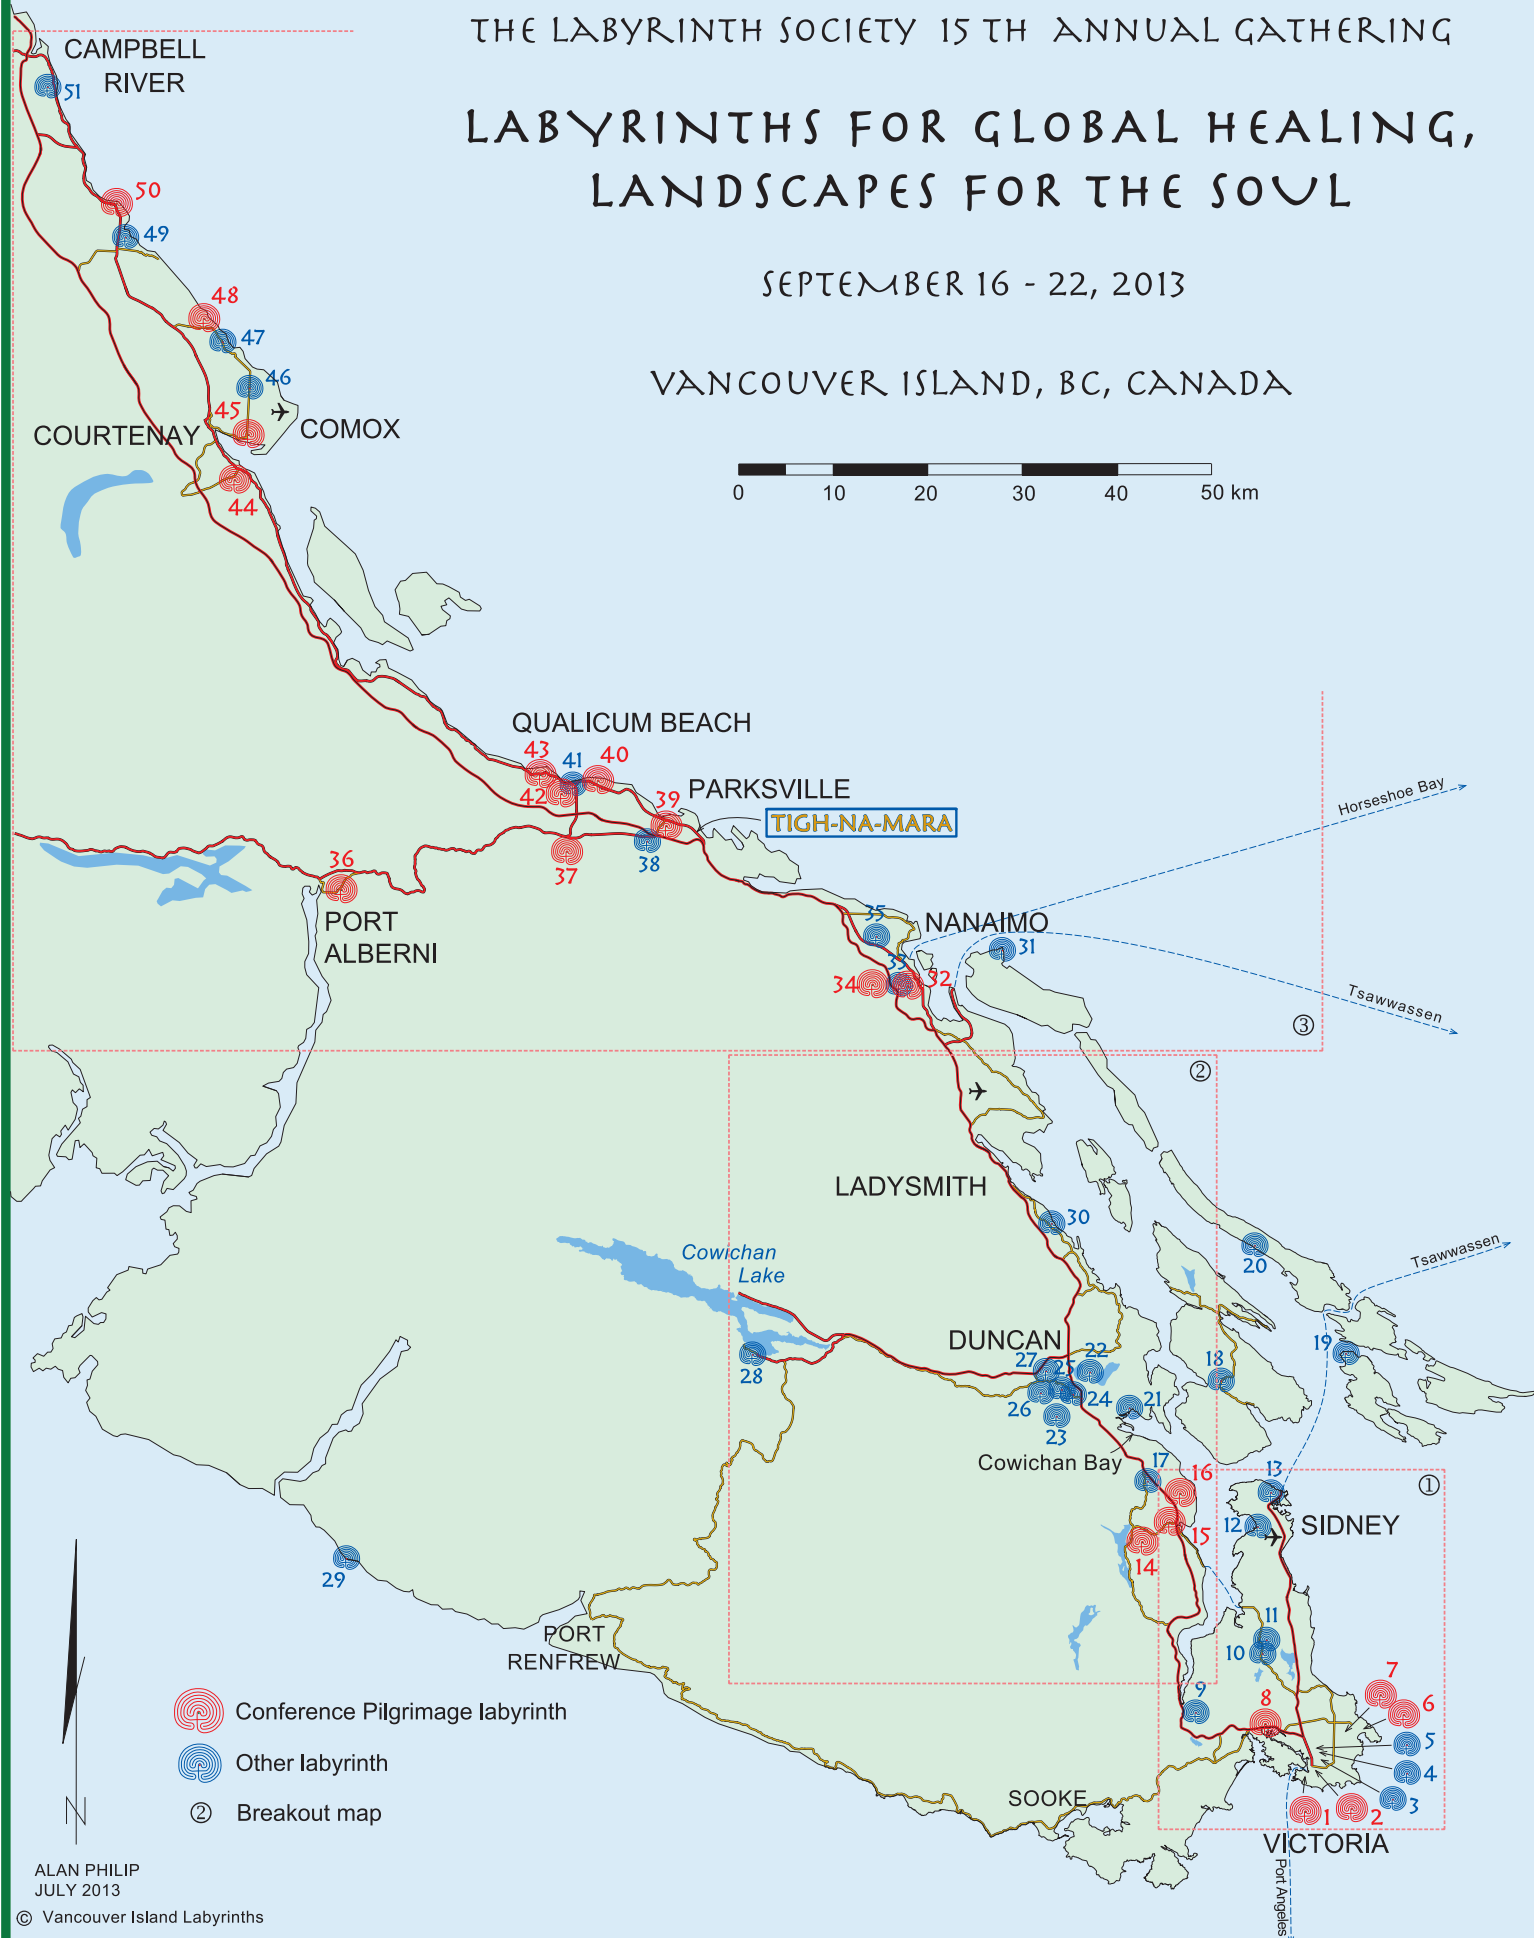 THE LABYRINTH SOCIETY 15 TH ANNUAL GATHERING
LABYRINTHS FOR GLOBAL HEALING,
LANDSCAPES FOR THE SOUL
SEPTEMBER 16 - 22, 2013
VANCOUVER ISLAND, BC, CANADA
0 10 20 30 40 50 km
CAMPBELL
RIVER
51
50
49
48
47
46
45
COURTENAY
COMOX
44
QUALICUM BEACH
43
41
40
42
39
PARKSVILLE
TIGH-NA-MARA
38
37
36
PORT
ALBERNI
Horseshoe Bay
35
NANAIMO
31
34
33
32
Tsawwassen
3
2
LADYSMITH
30
20
Tsawwassen
Cowichan
Lake
DUNCAN
28
27
25
22
26
24
23
21
18
19
Cowichan Bay
17
16
15
14
13
1
12
SIDNEY
29
PORT
RENFREW
11
10
9
8
7
6
5
4
3
2
1
SOOKE
VICTORIA
Port Angeles
Conference Pilgrimage labyrinth
Other labyrinth
2 Breakout map
N
ALAN PHILIP
JULY 2013
© Vancouver Island Labyrinths